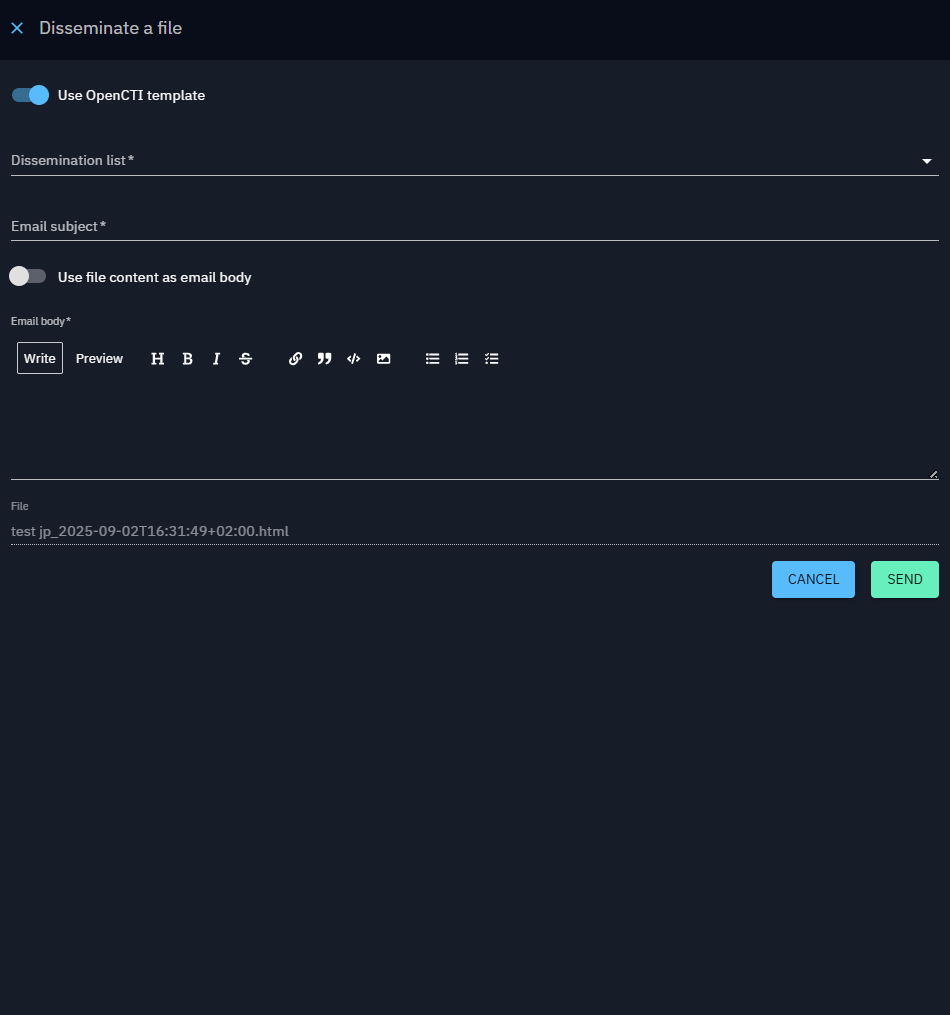 Disseminate a file
Use OpenCTI template
Dissemination list *
Email subject *
Use file content as email body
Email body *
Write Preview H B I S
File
test jp_2025-09-02T16:31:49+02:00.html
CANCEL SEND